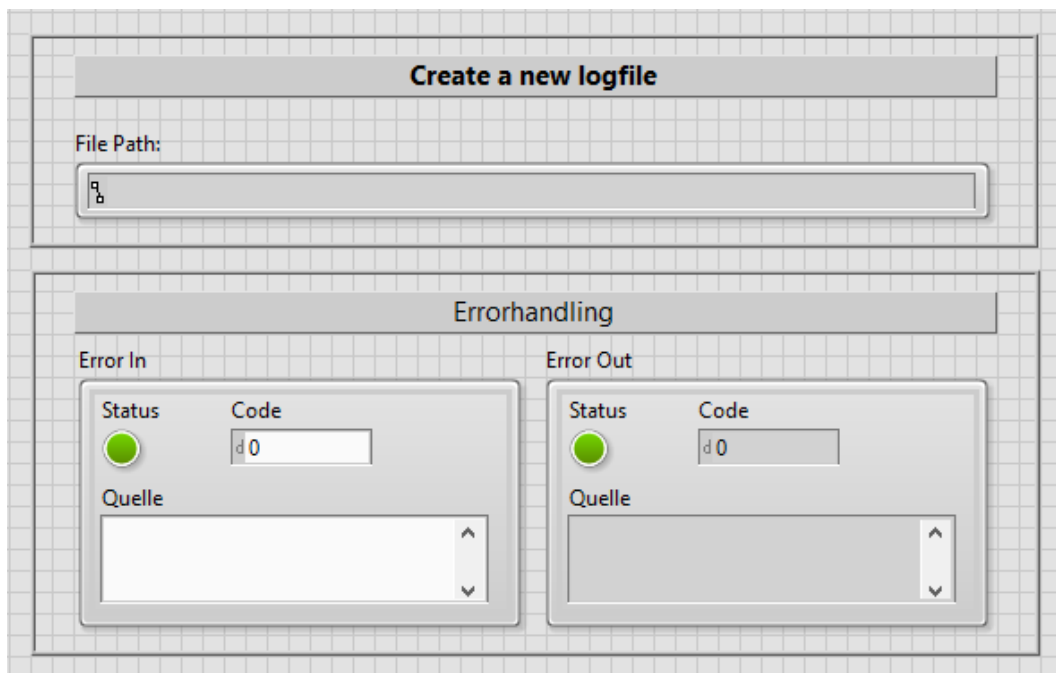 Create a new logfile
File Path:
Errorhandling
Error In
Error Out
Status
Code
d 0
Quelle
Status
Code
d 0
Quelle